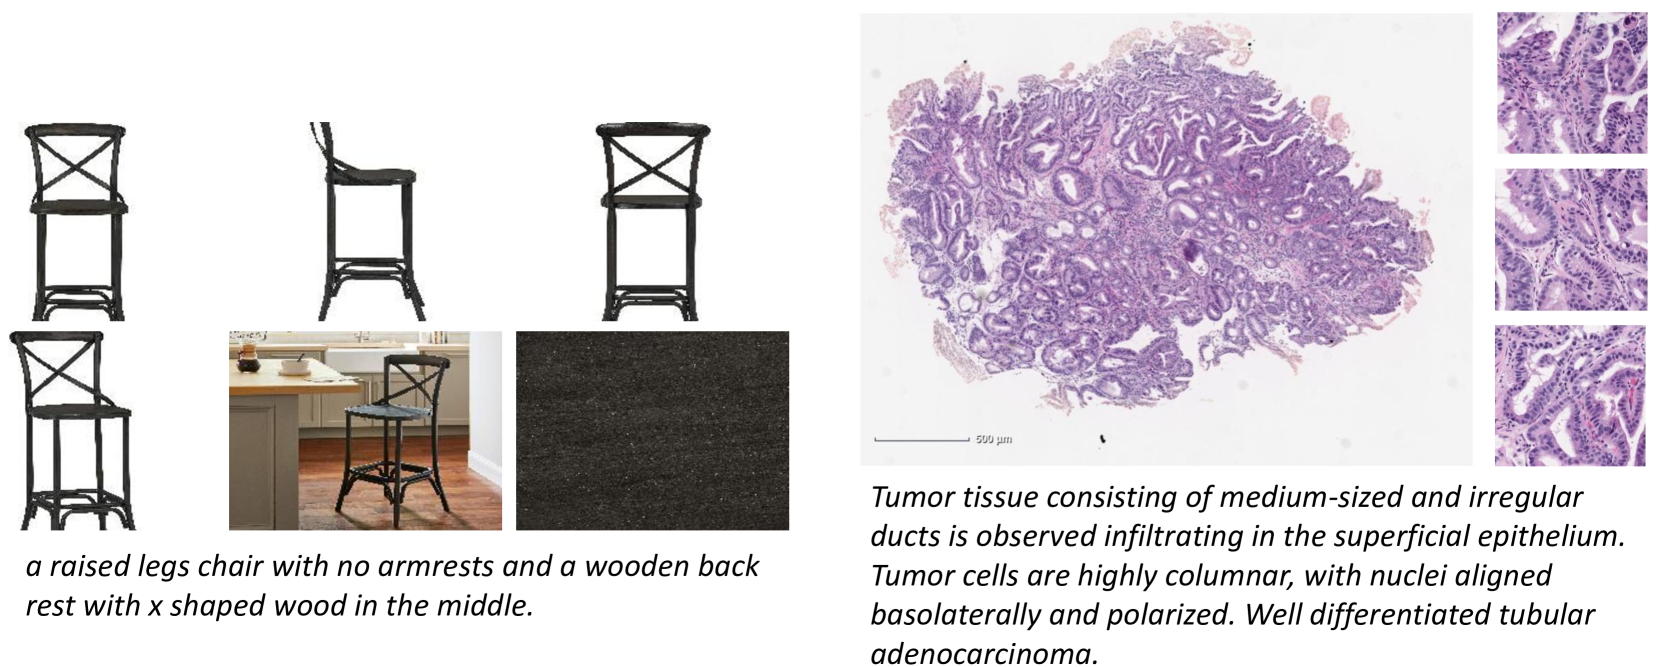 a raised legs chair with no armrests and a wooden back
rest with x shaped wood in the middle.
500 µm
Tumor tissue consisting of medium-sized and irregular
ducts is observed infiltrating in the superficial epithelium.
Tumor cells are highly columnar, with nuclei aligned
basolaterally and polarized. Well differentiated tubular
adenocarcinoma.